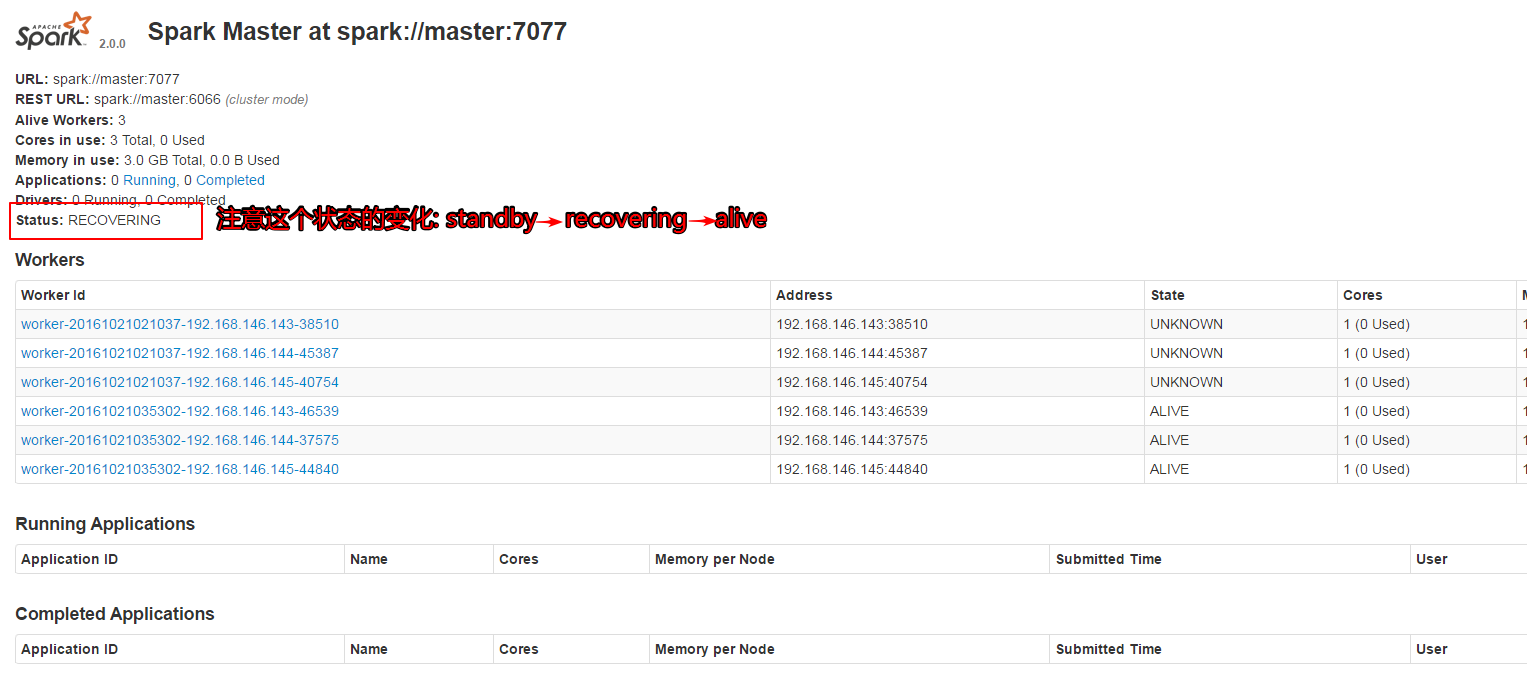 APACHE
Spark 2.0.0 Spark Master at spark://master:7077
URL: spark://master:7077
REST URL: spark://master:6066 (cluster mode)
Alive Workers: 3
Cores in use: 3 Total, 0 Used
Memory in use: 3.0 GB Total, 0.0 B Used
Applications: 0 Running, 0 Completed
Drivers: 0 Running, 0 Completed
Status: RECOVERING 注意这个状态的变化: standby→recovering→alive
Workers
Worker Id Address State Cores
worker-20161021021037-192.168.146.143-38510 192.168.146.143:38510 UNKNOWN 1 (0 Used) 1
worker-20161021021037-192.168.146.144-45387 192.168.146.144:45387 UNKNOWN 1 (0 Used) 1
worker-20161021021037-192.168.146.145-40754 192.168.146.145:40754 UNKNOWN 1 (0 Used) 1
worker-20161021035302-192.168.146.143-46539 192.168.146.143:46539 ALIVE 1 (0 Used) 1
worker-20161021035302-192.168.146.144-37575 192.168.146.144:37575 ALIVE 1 (0 Used) 1
worker-20161021035302-192.168.146.145-44840 192.168.146.145:44840 ALIVE 1 (0 Used) 1
Running Applications
Application ID Name Cores Memory per Node Submitted Time User
Completed Applications
Application ID Name Cores Memory per Node Submitted Time User